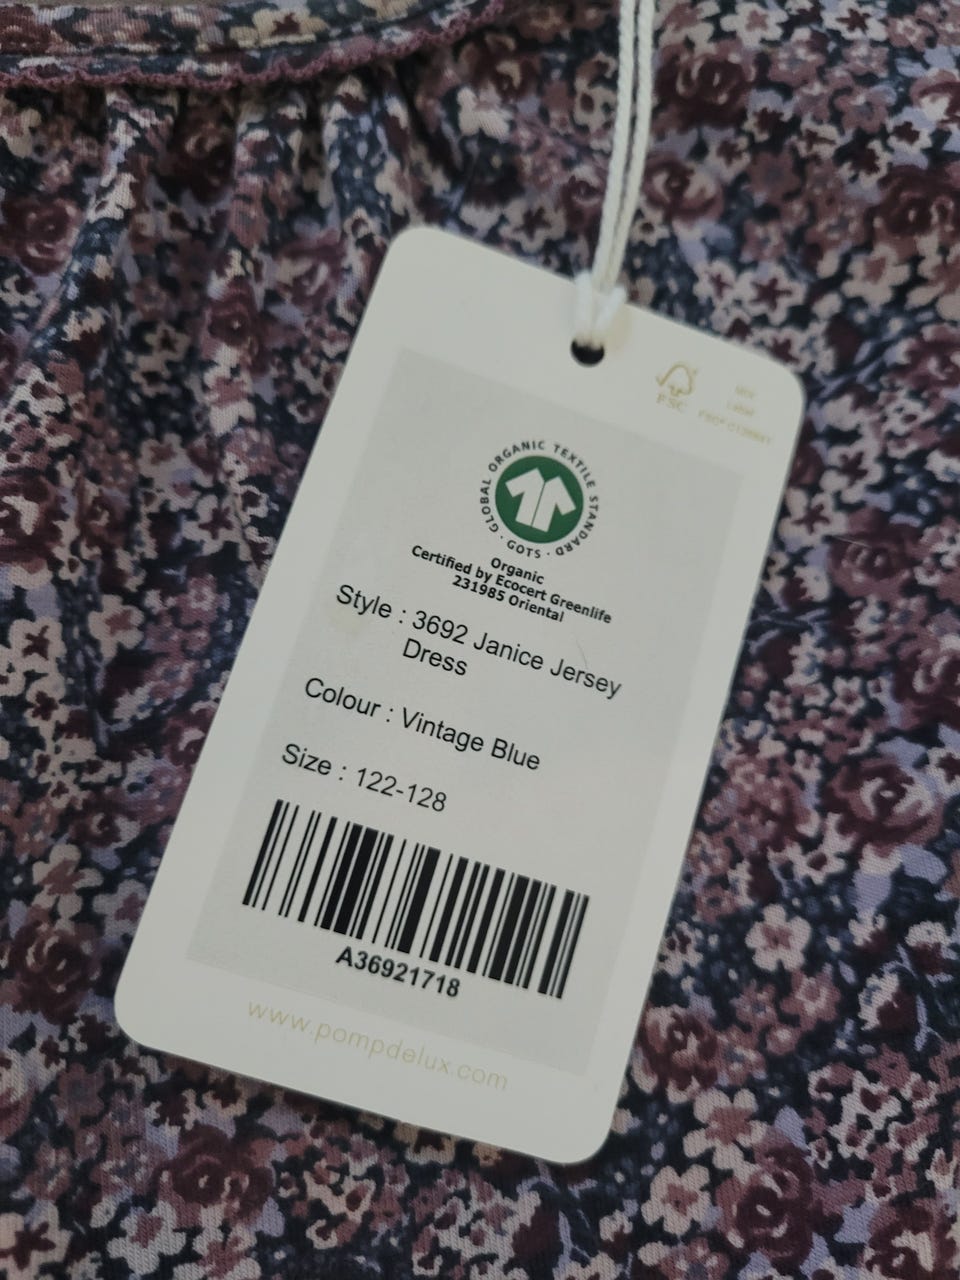 FSC
GLOBAL ORGANIC TEXTILE STANDARD
· GOTS ·
Organic
Certified by Ecocert Greenlife
231985 Oriental
Style : 3692 Janice Jersey
Dress
Colour : Vintage Blue
Size : 122-128
A36921718
www.pompdelux.com